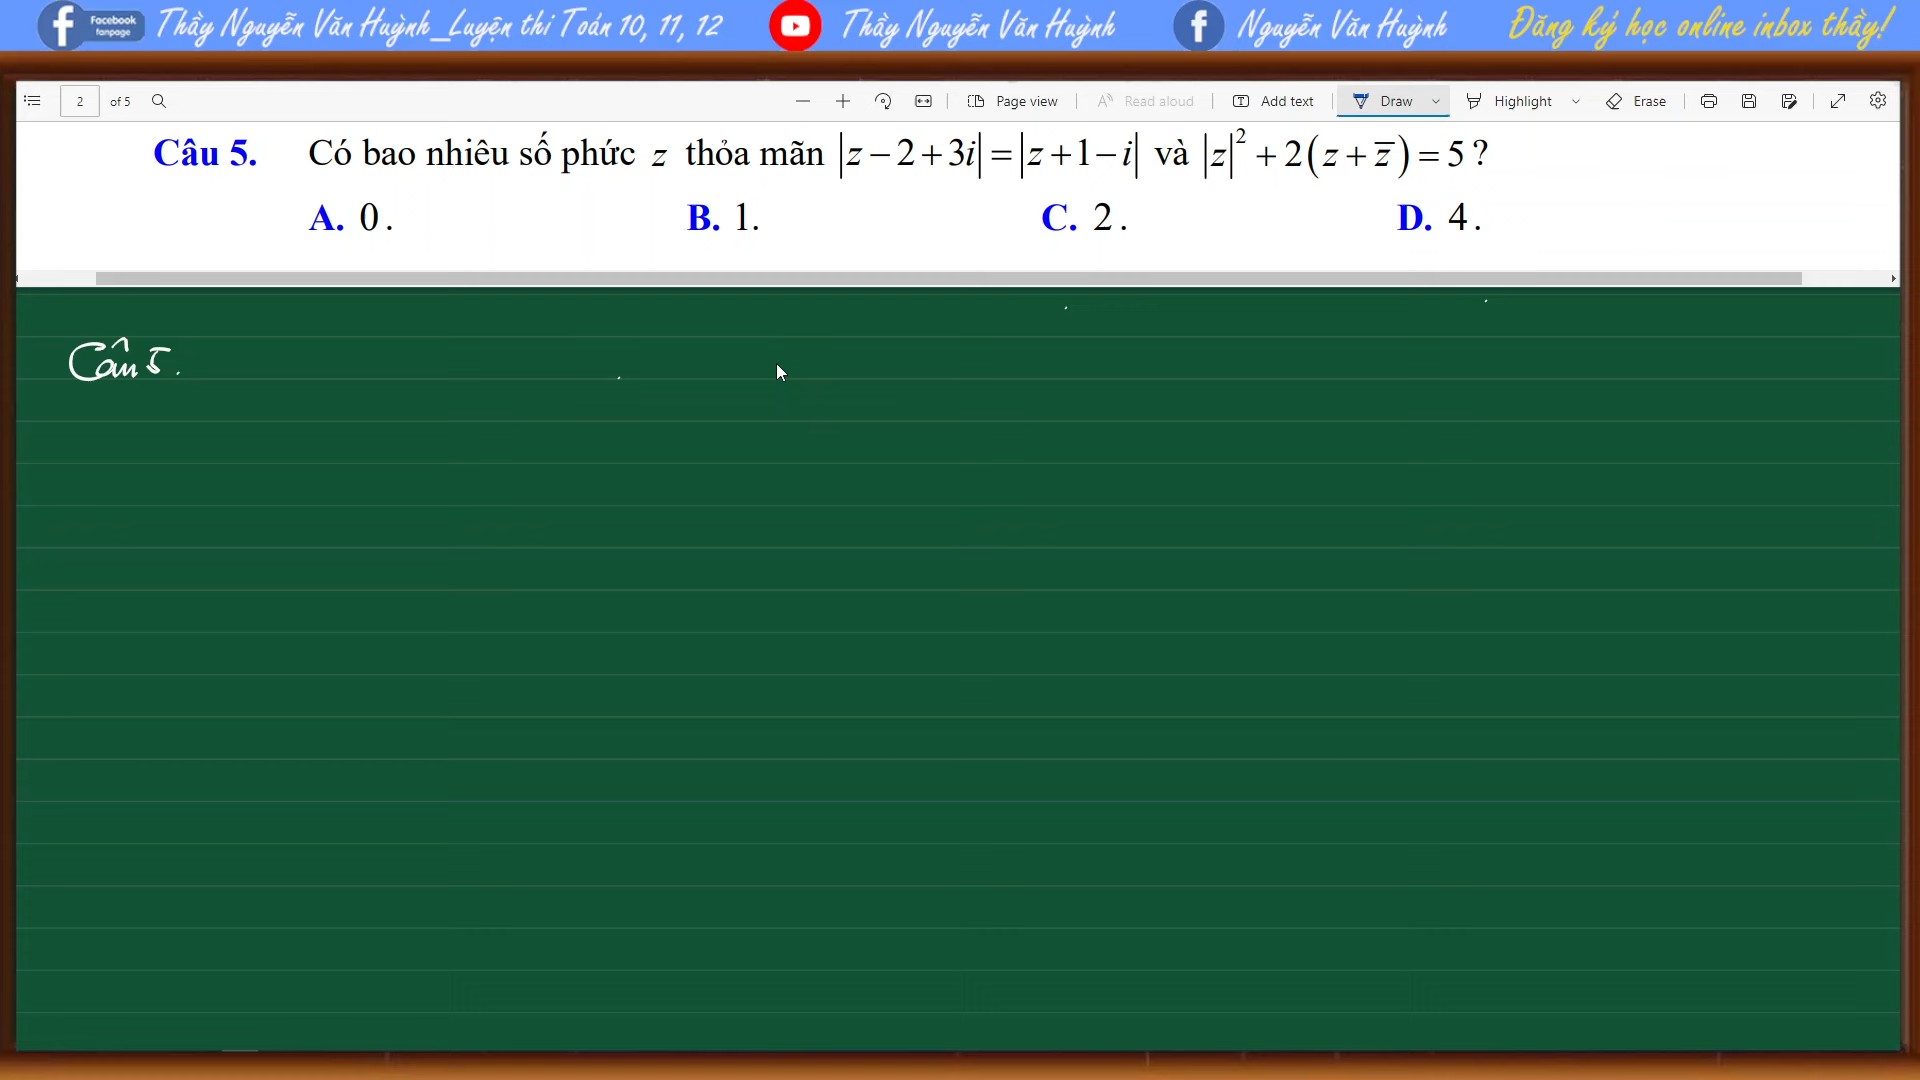 Facebook fanpage Thầy Nguyễn Văn Huỳnh_Luyện thi Toán 10, 11, 12 Thầy Nguyễn Văn Huỳnh Nguyễn Văn Huỳnh Đăng ký học online inbox thầy!
2 of 5 Page view Read aloud Add text Draw Highlight Erase
Câu 5. Có bao nhiêu số phức z thỏa mãn |z − 2 + 3i| = |z + 1 − i| và |z|² + 2(z + z̅) = 5 ?
A. 0. B. 1. C. 2. D. 4.
Câu 5.